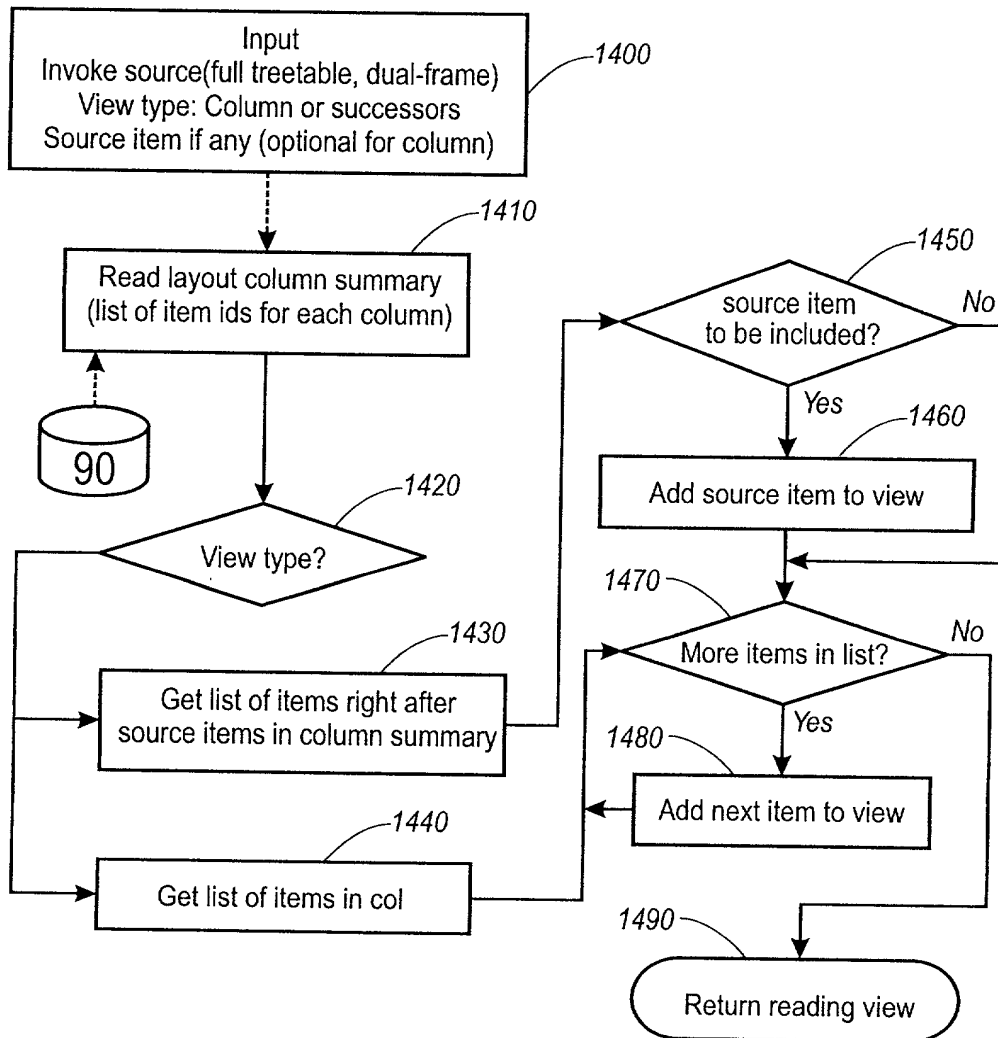 Input
Invoke source(full treetable, dual-frame)
View type: Column or successors
Source item if any (optional for column)
1400
1410
Read layout column summary
(list of item ids for each column)
90
1420
View type?
1430
Get list of items right after
source items in column summary
1440
Get list of items in col
1450
source item
to be included?
No
Yes
1460
Add source item to view
1470
More items in list?
No
Yes
1480
Add next item to view
1490
Return reading view